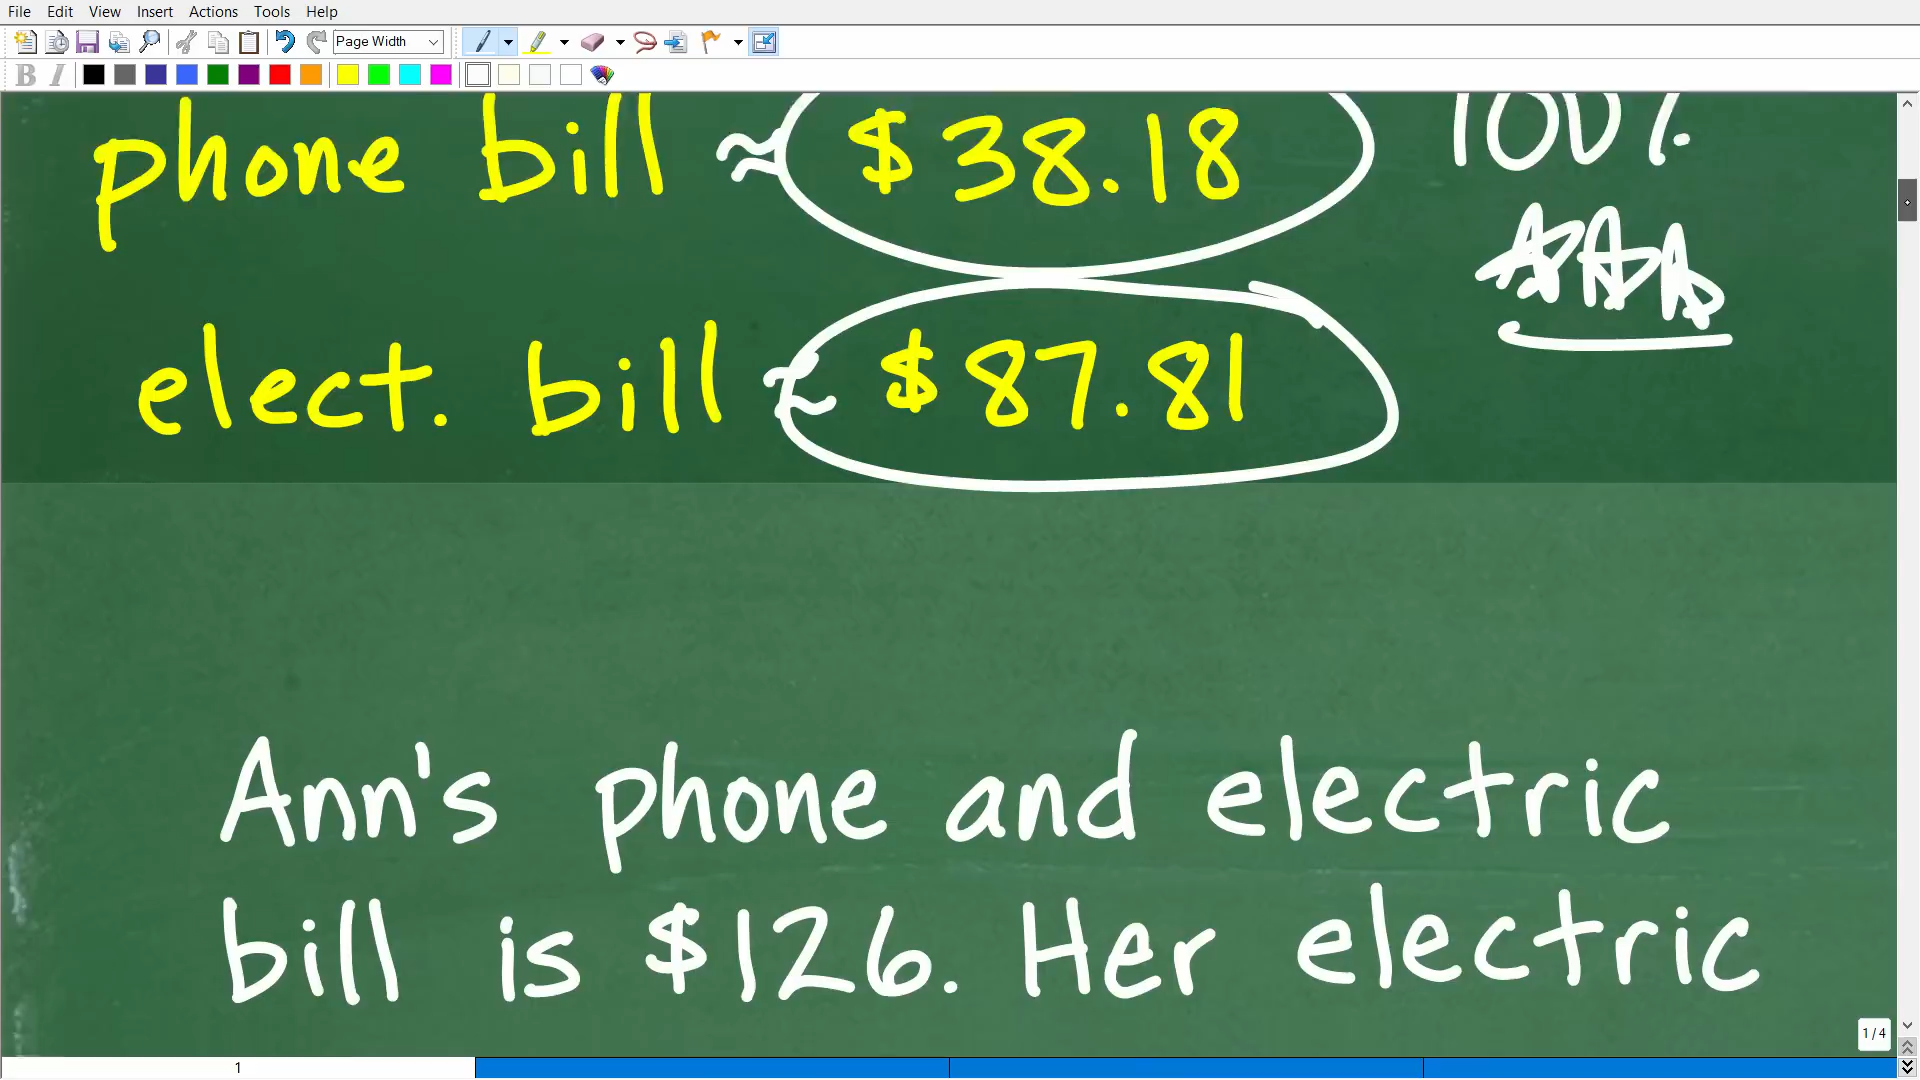 File Edit View Insert Actions Tools Help
Page Width
B I
phone bill ≈ $38.18
100%
elect. bill ≈ $87.81
Ann's phone and electric
bill is $126. Her electric
1 / 4
1